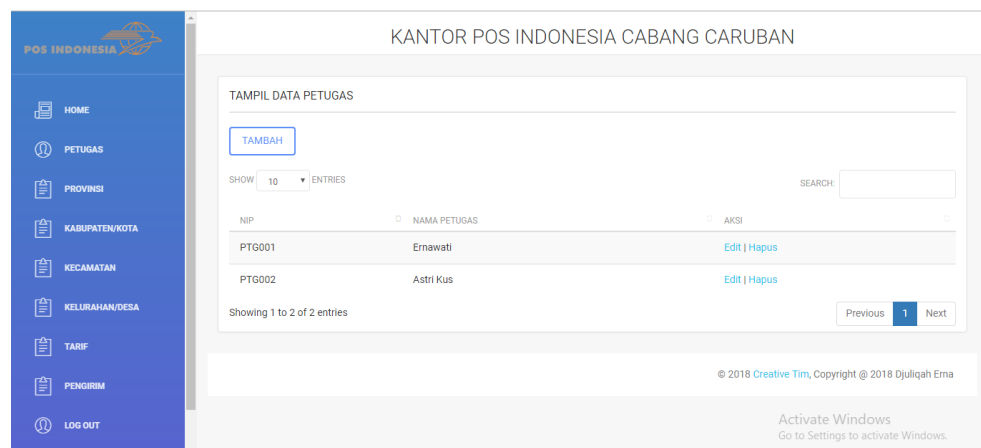 POS INDONESIA
HOME
PETUGAS
PROVINSI
KABUPATEN/KOTA
KECAMATAN
KELURAHAN/DESA
TARIF
PENGIRIM
LOG OUT
KANTOR POS INDONESIA CABANG CARUBAN
TAMPIL DATA PETUGAS
TAMBAH
SHOW 10 ENTRIES
SEARCH:
NIP NAMA PETUGAS AKSI
PTG001 Ernawati Edit | Hapus
PTG002 Astri Kus Edit | Hapus
Showing 1 to 2 of 2 entries
Previous 1 Next
© 2018 Creative Tim, Copyright @ 2018 Djuliqah Erna
Activate Windows
Go to Settings to activate Windows.